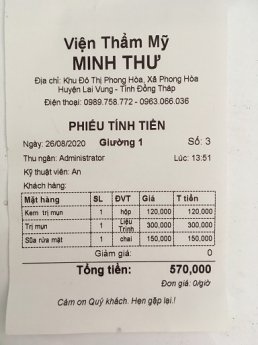 Viện Thẩm Mỹ
MINH THƯ
Địa chỉ: Khu Đô Thị Phong Hòa, Xã Phong Hòa
Huyện Lai Vung - Tỉnh Đồng Tháp
Điện thoại: 0989.758.772 - 0963.066.036
PHIẾU TÍNH TIỀN
Ngày: 26/08/2020 Giường 1 Số: 3
Thu ngân: Administrator Lúc: 13:51
Kỹ thuật viên: An
Khách hàng:
Mặt hàng SL ĐVT Giá T tiền
Kem trị mụn 1 hộp 120,000 120,000
Trị mụn 1 Liệu Trình 300,000 300,000
Sữa rửa mặt 1 chai 150,000 150,000
Giảm giá: 0
Tổng tiền: 570,000
Đơn giá: 0/giờ
Cảm ơn Quý khách. Hẹn gặp lại.!